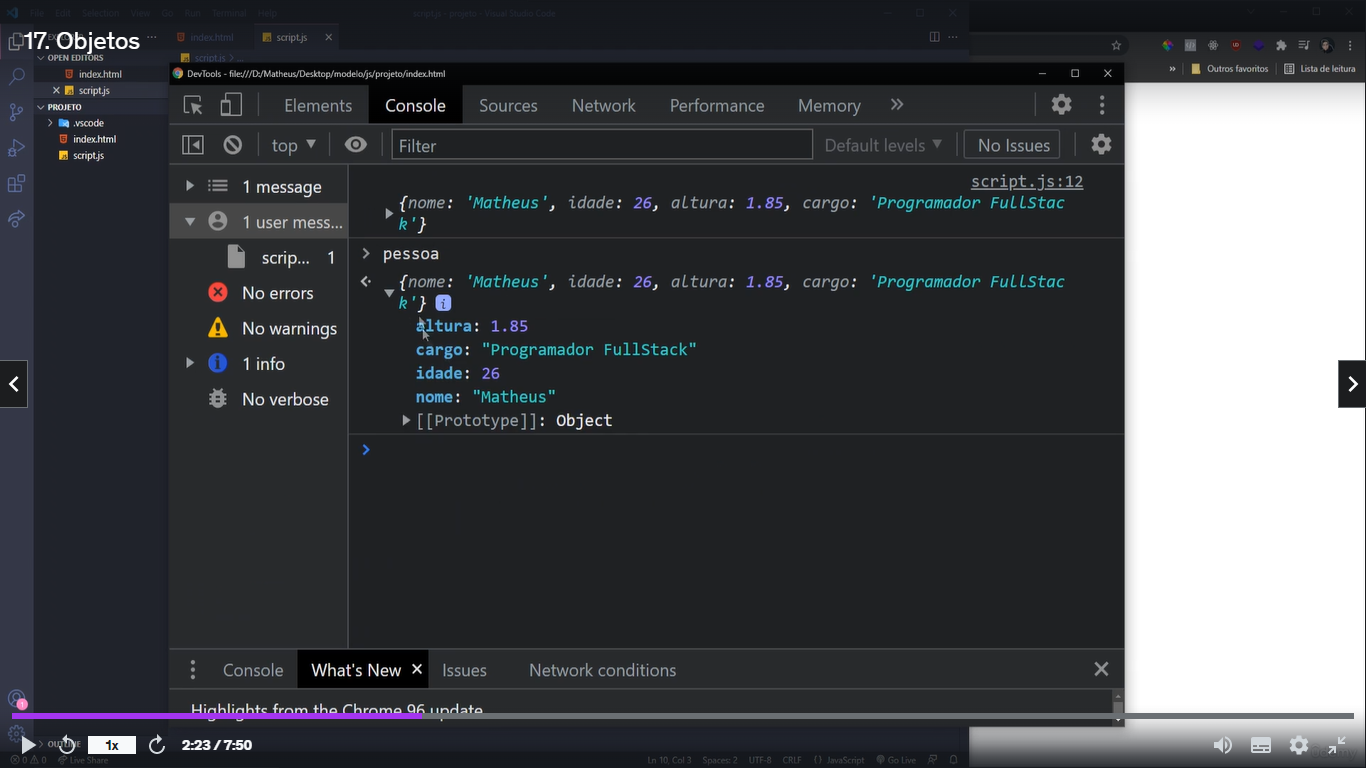 File Edit Selection View Go Run Terminal Help
script.js - projeto - Visual Studio Code
17. Objetos
index.html
script.js
OPEN EDITORS
index.html
script.js
PROJETO
.vscode
index.html
script.js
script.js > ...
» Outros favoritos Lista de leitura
DevTools - file:///D:/Matheus/Desktop/modelo/js/projeto/index.html
Elements Console Sources Network Performance Memory »
top ▼ Filter Default levels ▼ No Issues
1 message
1 user mess...
scrip... 1
No errors
No warnings
1 info
No verbose
script.js:12
{nome: 'Matheus', idade: 26, altura: 1.85, cargo: 'Programador FullStac
k'}
> pessoa
{nome: 'Matheus', idade: 26, altura: 1.85, cargo: 'Programador FullStac
k'} i
altura: 1.85
cargo: "Programador FullStack"
idade: 26
nome: "Matheus"
[[Prototype]]: Object
>
Console What's New × Issues Network conditions
Highlights from the Chrome 96 update
OUTLINE
1x 2:23 / 7:50
0 0 Live Share
Ln 10, Col 3 Spaces: 2 UTF-8 CRLF {} JavaScript Go Live